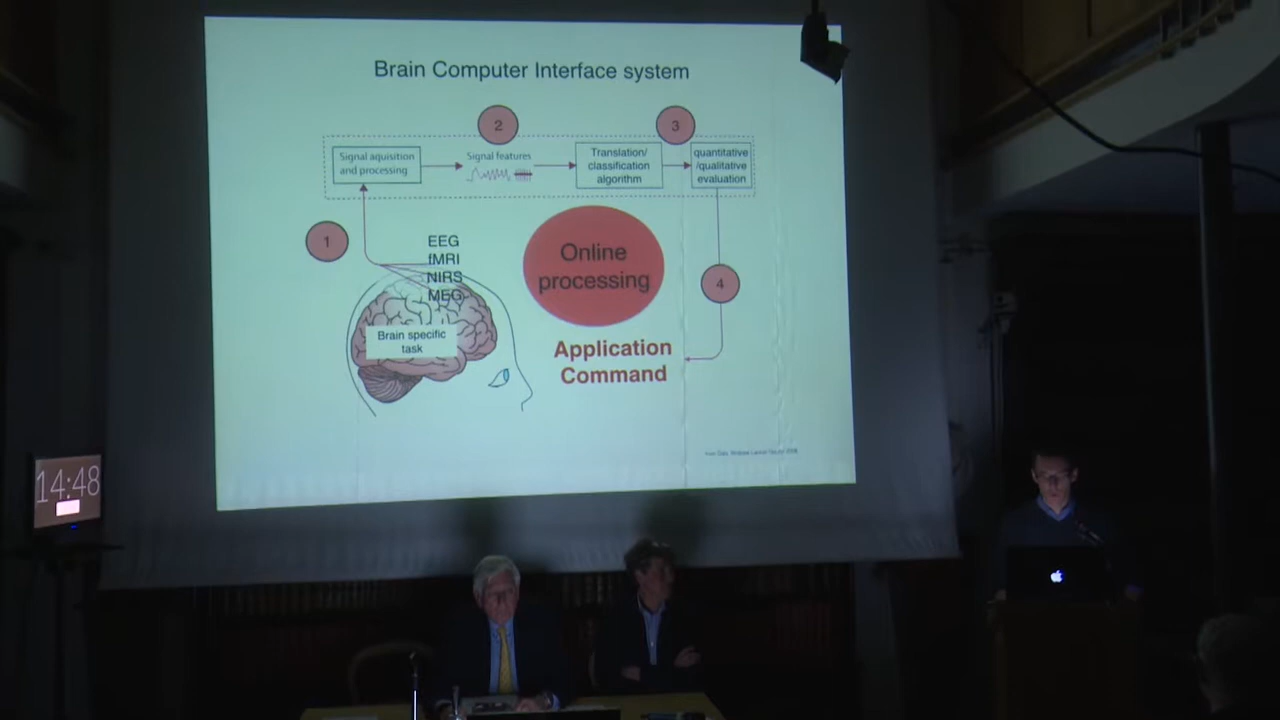 Brain Computer Interface system
2
3
Signal aquisition
and processing
Signal features
Translation/
classification
algorithm
quantitative
/qualitative
evaluation
1
EEG
fMRI
NIRS
MEG
Online
processing
4
Brain specific
task
Application
Command
14:48